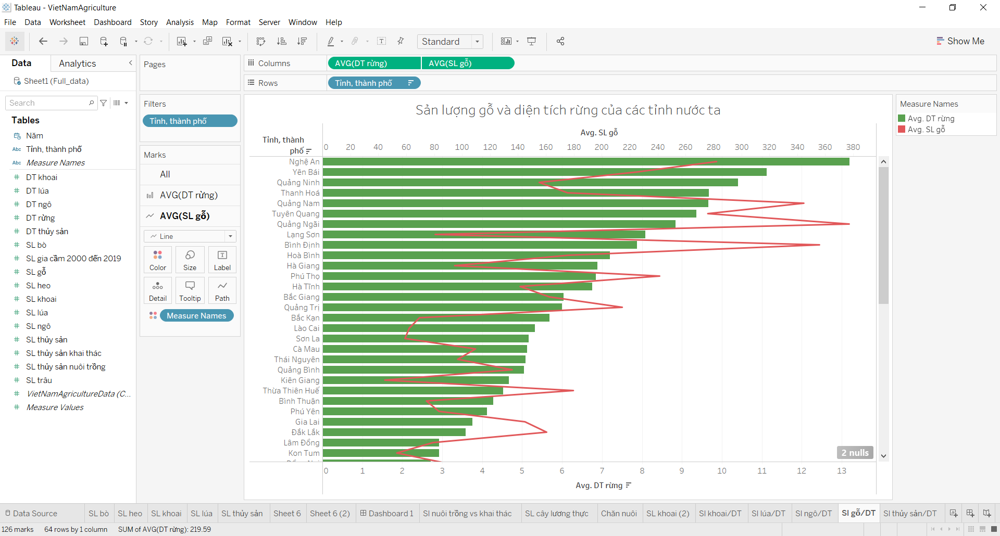 Tableau - VietNamAgriculture
File Data Worksheet Dashboard Story Analysis Map Format Server Window Help
Standard
Show Me
Data Analytics
Sheet1 (Full_data)
Search
Tables
Năm
Abc Tỉnh, thành phố
Abc Measure Names
# DT khoai
# DT lúa
# DT ngô
# DT rừng
# DT thủy sản
# SL bò
# SL gia cầm 2000 đến 2019
# SL gỗ
# SL heo
# SL khoai
# SL lúa
# SL ngô
# SL thủy sản
# SL thủy sản khai thác
# SL thủy sản nuôi trồng
# SL trâu
# VietNamAgricultureData (C...
# Measure Values
Pages
Filters
Tỉnh, thành phố
Marks
All
AVG(DT rừng)
AVG(SL gỗ)
Line
Color Size Label
Detail Tooltip Path
Measure Names
Columns AVG(DT rừng) AVG(SL gỗ)
Rows Tỉnh, thành phố
Sản lượng gỗ và diện tích rừng của các tỉnh nước ta
Avg. SL gỗ
Tỉnh, thành
phố
0 20 40 60 80 100 120 140 160 180 200 220 240 260 280 300 320 340 360 380
Nghệ An
Yên Bái
Quảng Ninh
Thanh Hoá
Quảng Nam
Tuyên Quang
Quảng Ngãi
Lạng Sơn
Bình Định
Hoà Bình
Hà Giang
Phú Thọ
Hà Tĩnh
Bắc Giang
Quảng Trị
Bắc Kạn
Lào Cai
Sơn La
Cà Mau
Thái Nguyên
Quảng Bình
Kiên Giang
Thừa Thiên Huế
Bình Thuận
Phú Yên
Gia Lai
Đắk Lắk
Lâm Đồng
Kon Tum
2 nulls
0 1 2 3 4 5 6 7 8 9 10 11 12 13
Avg. DT rừng
Measure Names
Avg. DT rừng
Avg. SL gỗ
Data Source SL bò SL heo SL khoai SL lúa SL thủy sản Sheet 6 Sheet 6 (2) Dashboard 1 Sl nuôi trồng vs khai thác SL cây lương thực Chăn nuôi SL khoai (2) Sl khoai/DT Sl lúa/DT Sl ngô/DT Sl gỗ/DT Sl thủy sản/DT
126 marks 64 rows by 1 column SUM of AVG(DT rừng): 219.59